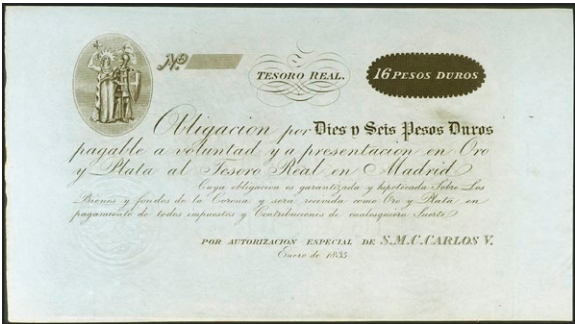 Nº
TESORO REAL.
16 PESOS DUROS
Obligacion por Dies y Seis Pesos Duros
pagable a voluntad y a presentacion en Oro
y Plata al Tesoro Real en Madrid
Cuya obligacion es garantizada y hipotecada Sobre Los
Bienes y fondos de la Corona y sera recivida como Oro y Plata en
pagamiento de todos impuestos y Contribuciones de cualesquiera Suerte
POR AUTORIZACION ESPECIAL DE S.M.C.CARLOS V.
Enero de 1835